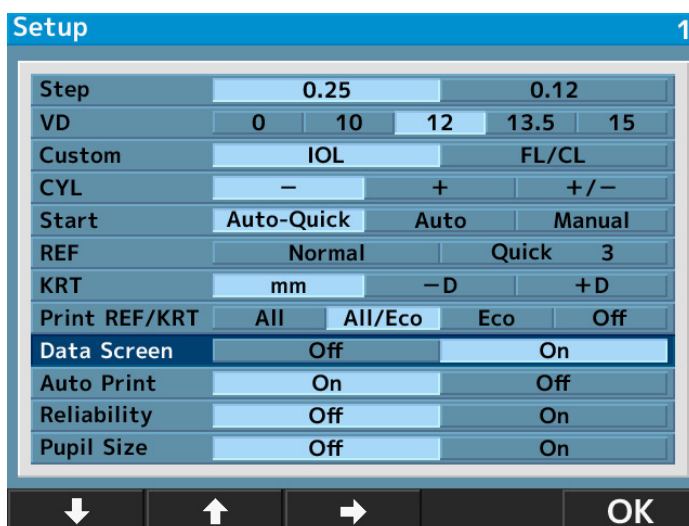 Setup 1
Step 0.25 0.12
VD 0 10 12 13.5 15
Custom IOL FL/CL
CYL − + +/−
Start Auto-Quick Auto Manual
REF Normal Quick 3
KRT mm −D +D
Print REF/KRT All All/Eco Eco Off
Data Screen Off On
Auto Print On Off
Reliability Off On
Pupil Size Off On
OK